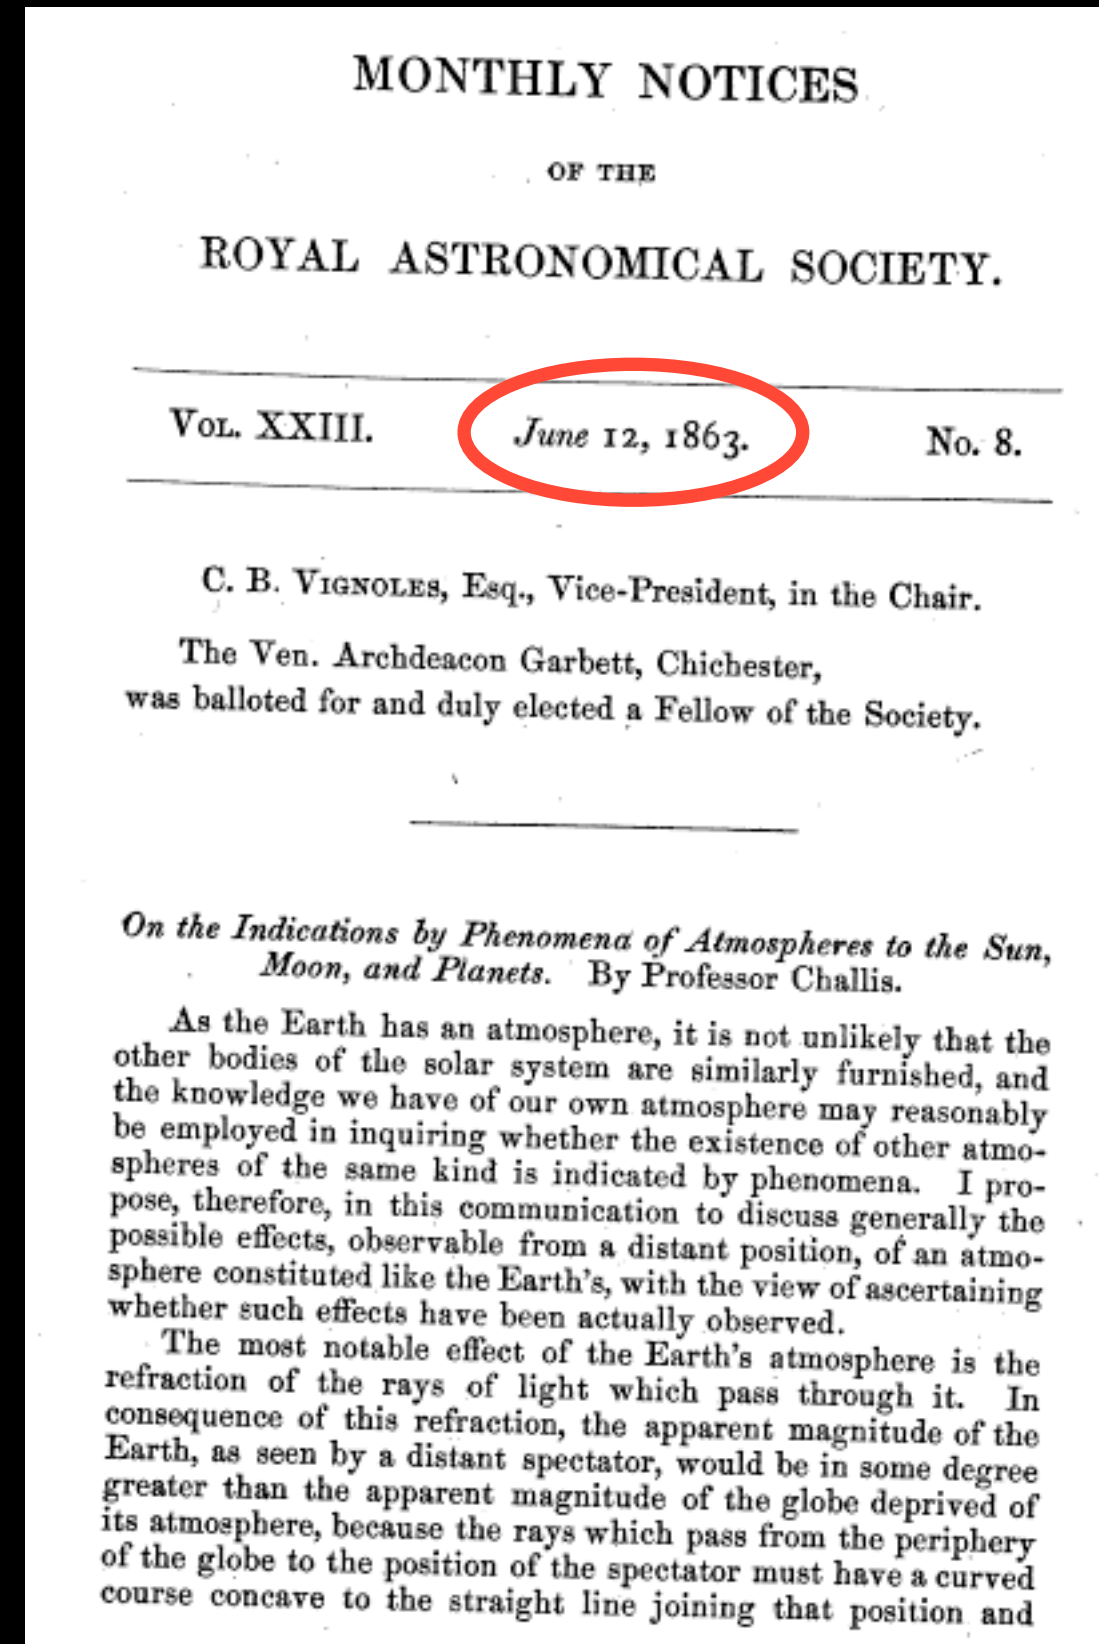 MONTHLY NOTICES
OF THE
ROYAL ASTRONOMICAL SOCIETY.
VOL. XXIII. June 12, 1863. No. 8.
C. B. VIGNOLES, Esq., Vice-President, in the Chair.
The Ven. Archdeacon Garbett, Chichester,
was balloted for and duly elected a Fellow of the Society.
On the Indications by Phenomena of Atmospheres to the Sun,
Moon, and Planets. By Professor Challis.
As the Earth has an atmosphere, it is not unlikely that the
other bodies of the solar system are similarly furnished, and
the knowledge we have of our own atmosphere may reasonably
be employed in inquiring whether the existence of other atmo-
spheres of the same kind is indicated by phenomena. I pro-
pose, therefore, in this communication to discuss generally the
possible effects, observable from a distant position, of an atmo-
sphere constituted like the Earth's, with the view of ascertaining
whether such effects have been actually observed.
The most notable effect of the Earth's atmosphere is the
refraction of the rays of light which pass through it. In
consequence of this refraction, the apparent magnitude of the
Earth, as seen by a distant spectator, would be in some degree
greater than the apparent magnitude of the globe deprived of
its atmosphere, because the rays which pass from the periphery
of the globe to the position of the spectator must have a curved
course concave to the straight line joining that position and